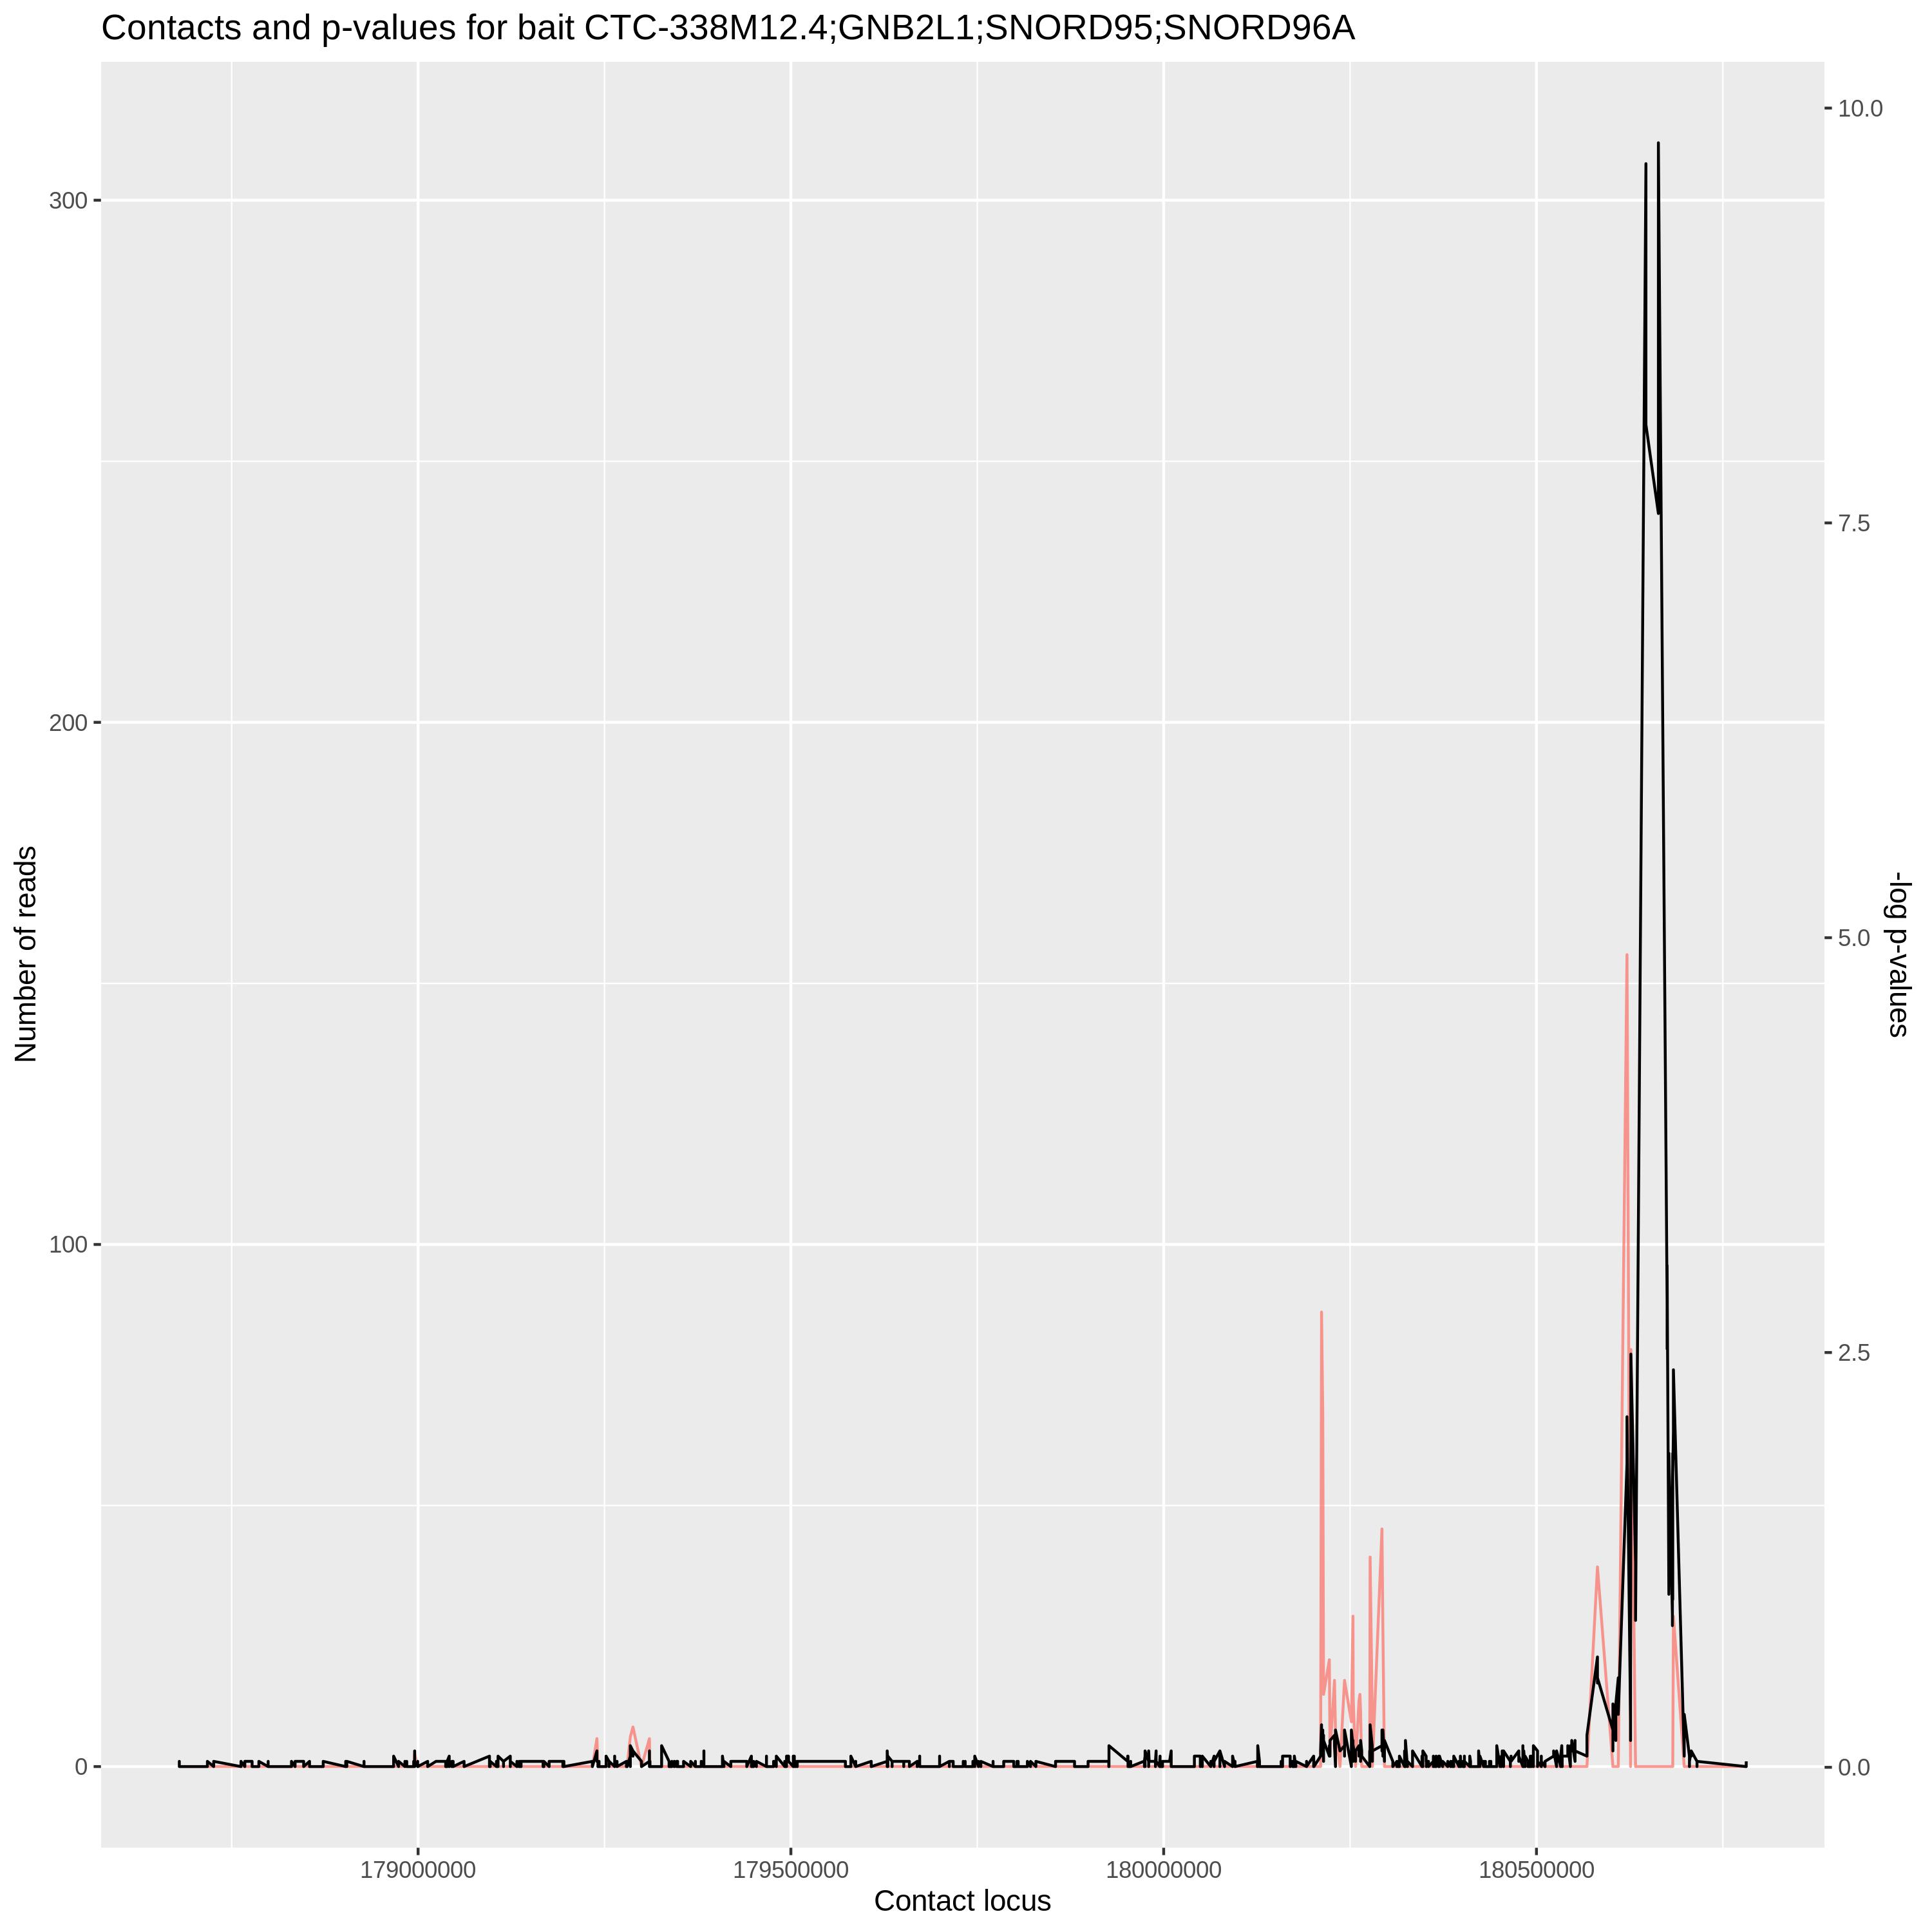 Contacts and p-values for bait CTC-338M12.4;GNB2L1;SNORD95;SNORD96A
300
200
100
0
Number of reads
10.0
7.5
5.0
2.5
0.0
-log p-values
179000000 179500000 180000000 180500000
Contact locus